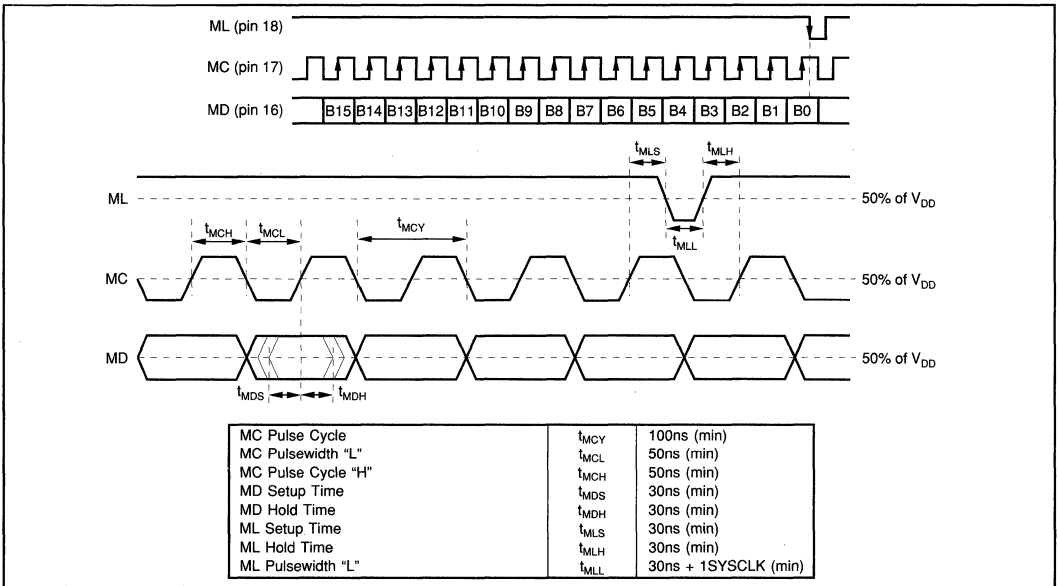 ML (pin 18)
MC (pin 17)
MD (pin 16) B15 B14 B13 B12 B11 B10 B9 B8 B7 B6 B5 B4 B3 B2 B1 B0
tMLS tMLH
ML 50% of VDD
tMLL
tMCH tMCL tMCY
MC 50% of VDD
MD 50% of VDD
tMDS tMDH
MC Pulse Cycle tMCY 100ns (min)
MC Pulsewidth “L” tMCL 50ns (min)
MC Pulse Cycle “H” tMCH 50ns (min)
MD Setup Time tMDS 30ns (min)
MD Hold Time tMDH 30ns (min)
ML Setup Time tMLS 30ns (min)
ML Hold Time tMLH 30ns (min)
ML Pulsewidth “L” tMLL 30ns + 1SYSCLK (min)